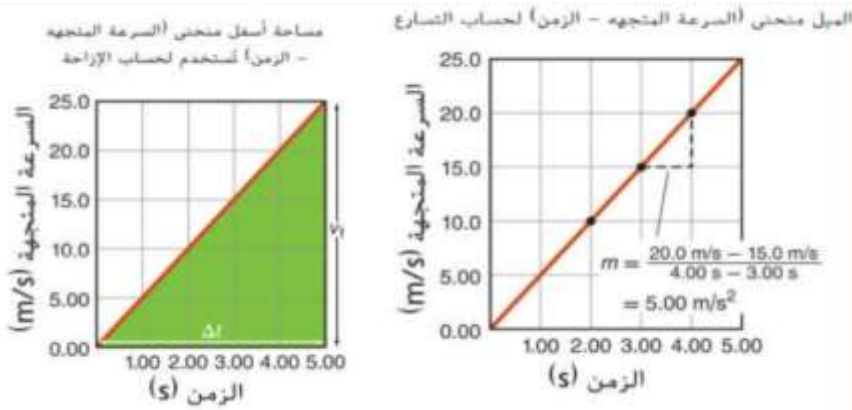 الميل منحنى (السرعة المتجهه – الزمن) لحساب التسارع
25.0
20.0
15.0
10.0
5.00
0.00
السرعة المتجهة (m/s)
1.00 2.00 3.00 4.00 5.00
الزمن (s)
m = 20.0 m/s − 15.0 m/s / 4.00 s − 3.00 s
= 5.00 m/s²
مساحة أسفل منحنى (السرعة المتجهه
– الزمن) تُستخدم لحساب الإزاحة
25.0
20.0
15.0
10.0
5.00
0.00
السرعة المتجهة (m/s)
Δt
1.00 2.00 3.00 4.00 5.00
الزمن (s)